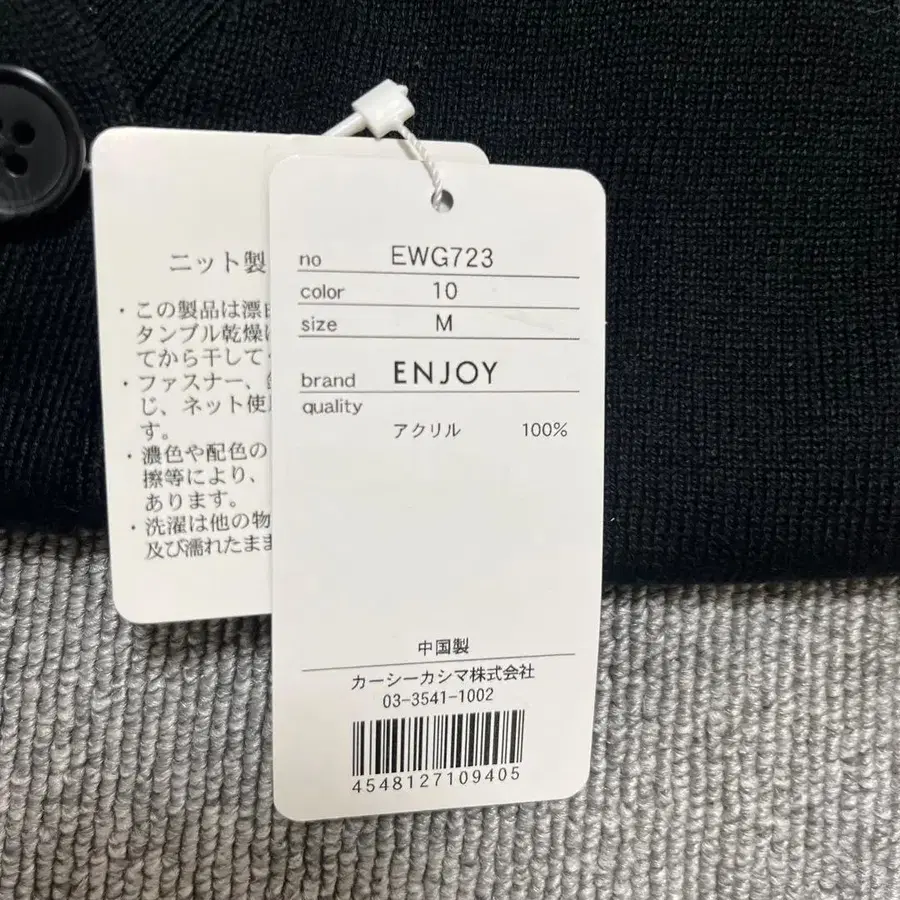 ニット製
・この製品は漂白
タンブル乾燥
てから干して
・ファスナー、
じ、ネット使
す。
・濃色や配色の
擦等により、
あります。
・洗濯は他の物
及び濡れたまま
no EWG723
color 10
size M
brand ENJOY
quality
アクリル 100%
中国製
カーシーカシマ株式会社
03-3541-1002
4548127109405